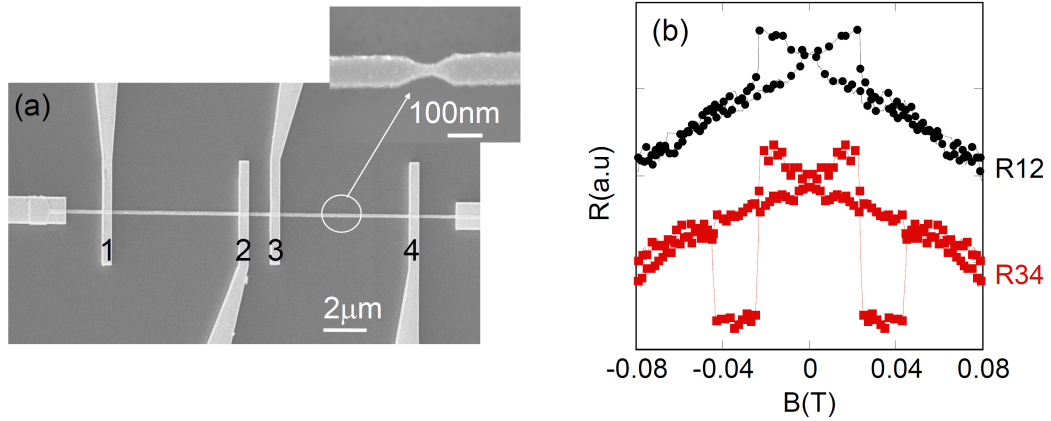 (a)
100nm
1
2
3
4
2μm
(b)
R(a.u)
R12
R34
-0.08
-0.04
0
0.04
0.08
B(T)